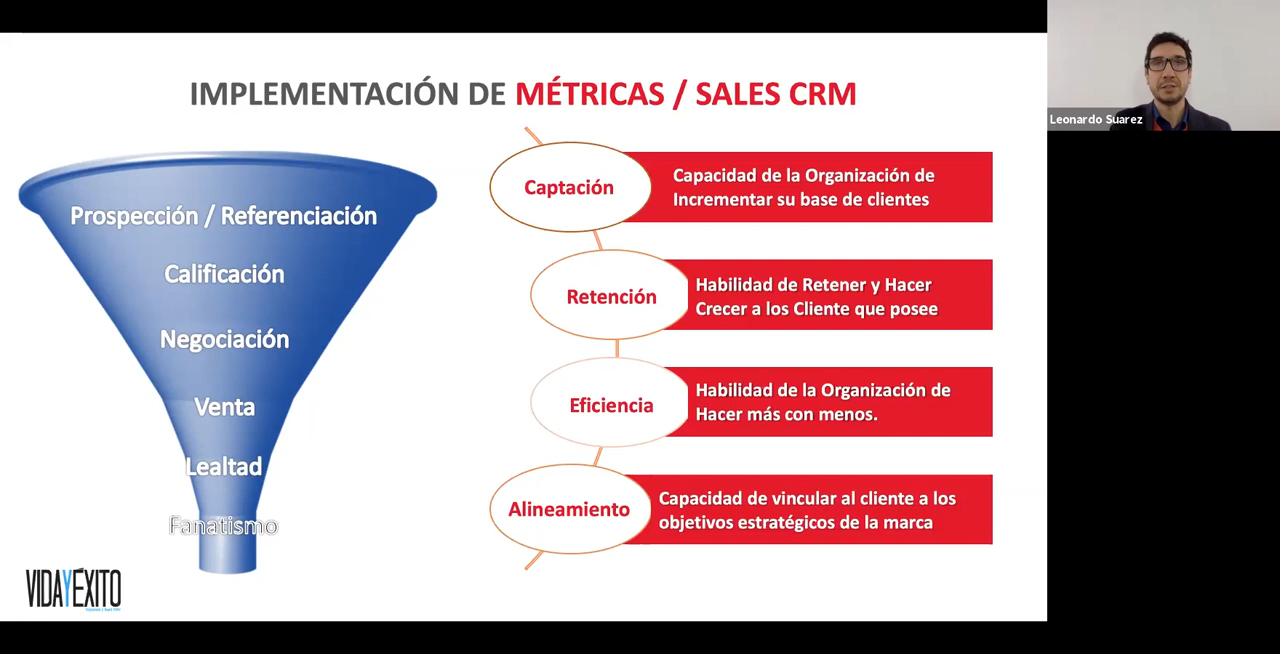 IMPLEMENTACIÓN DE MÉTRICAS / SALES CRM
Prospección / Referenciación
Calificación
Negociación
Venta
Lealtad
Fanatismo
Captación
Capacidad de la Organización de
Incrementar su base de clientes
Retención
Habilidad de Retener y Hacer
Crecer a los Cliente que posee
Eficiencia
Habilidad de la Organización de
Hacer más con menos.
Alineamiento
Capacidad de vincular al cliente a los
objetivos estratégicos de la marca
VIDAYÉXITO
Leonardo Suarez